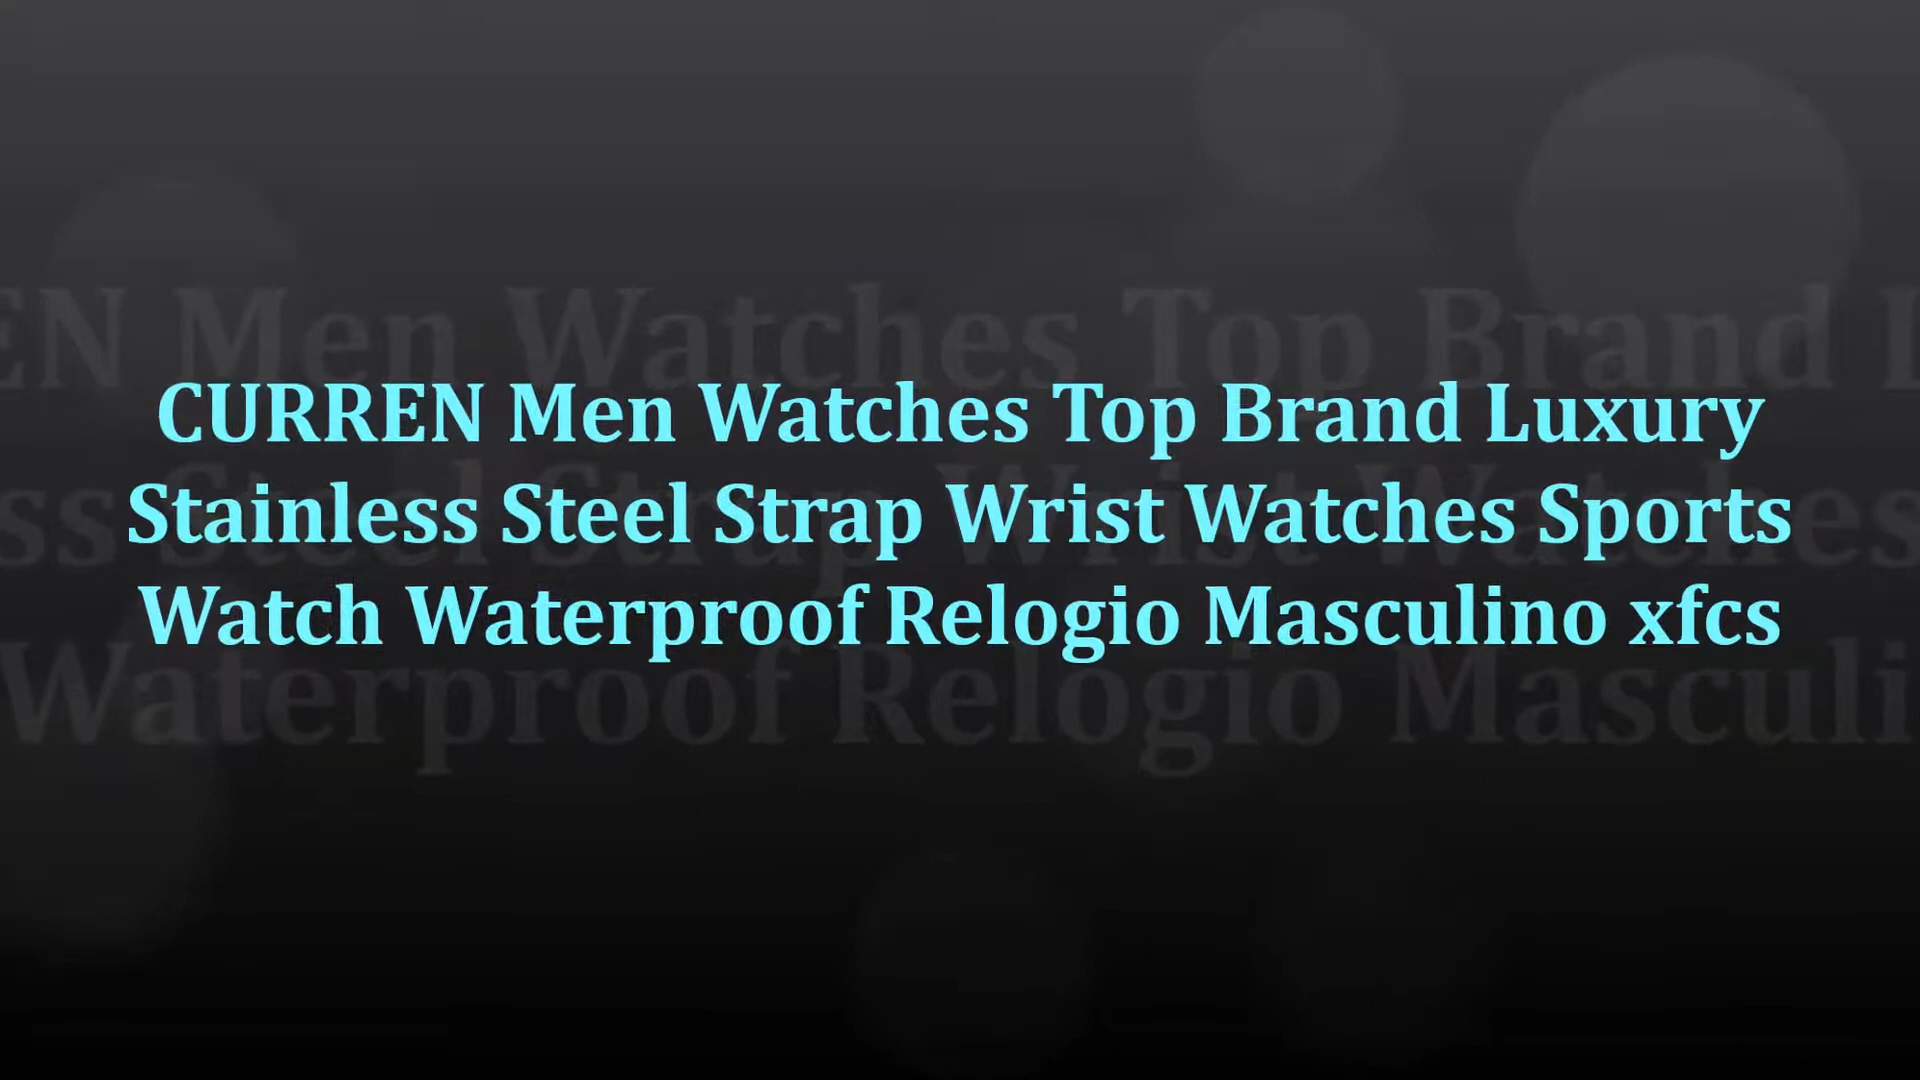 CURREN Men Watches Top Brand Luxury
Stainless Steel Strap Wrist Watches Sports
Watch Waterproof Relogio Masculino xfcs